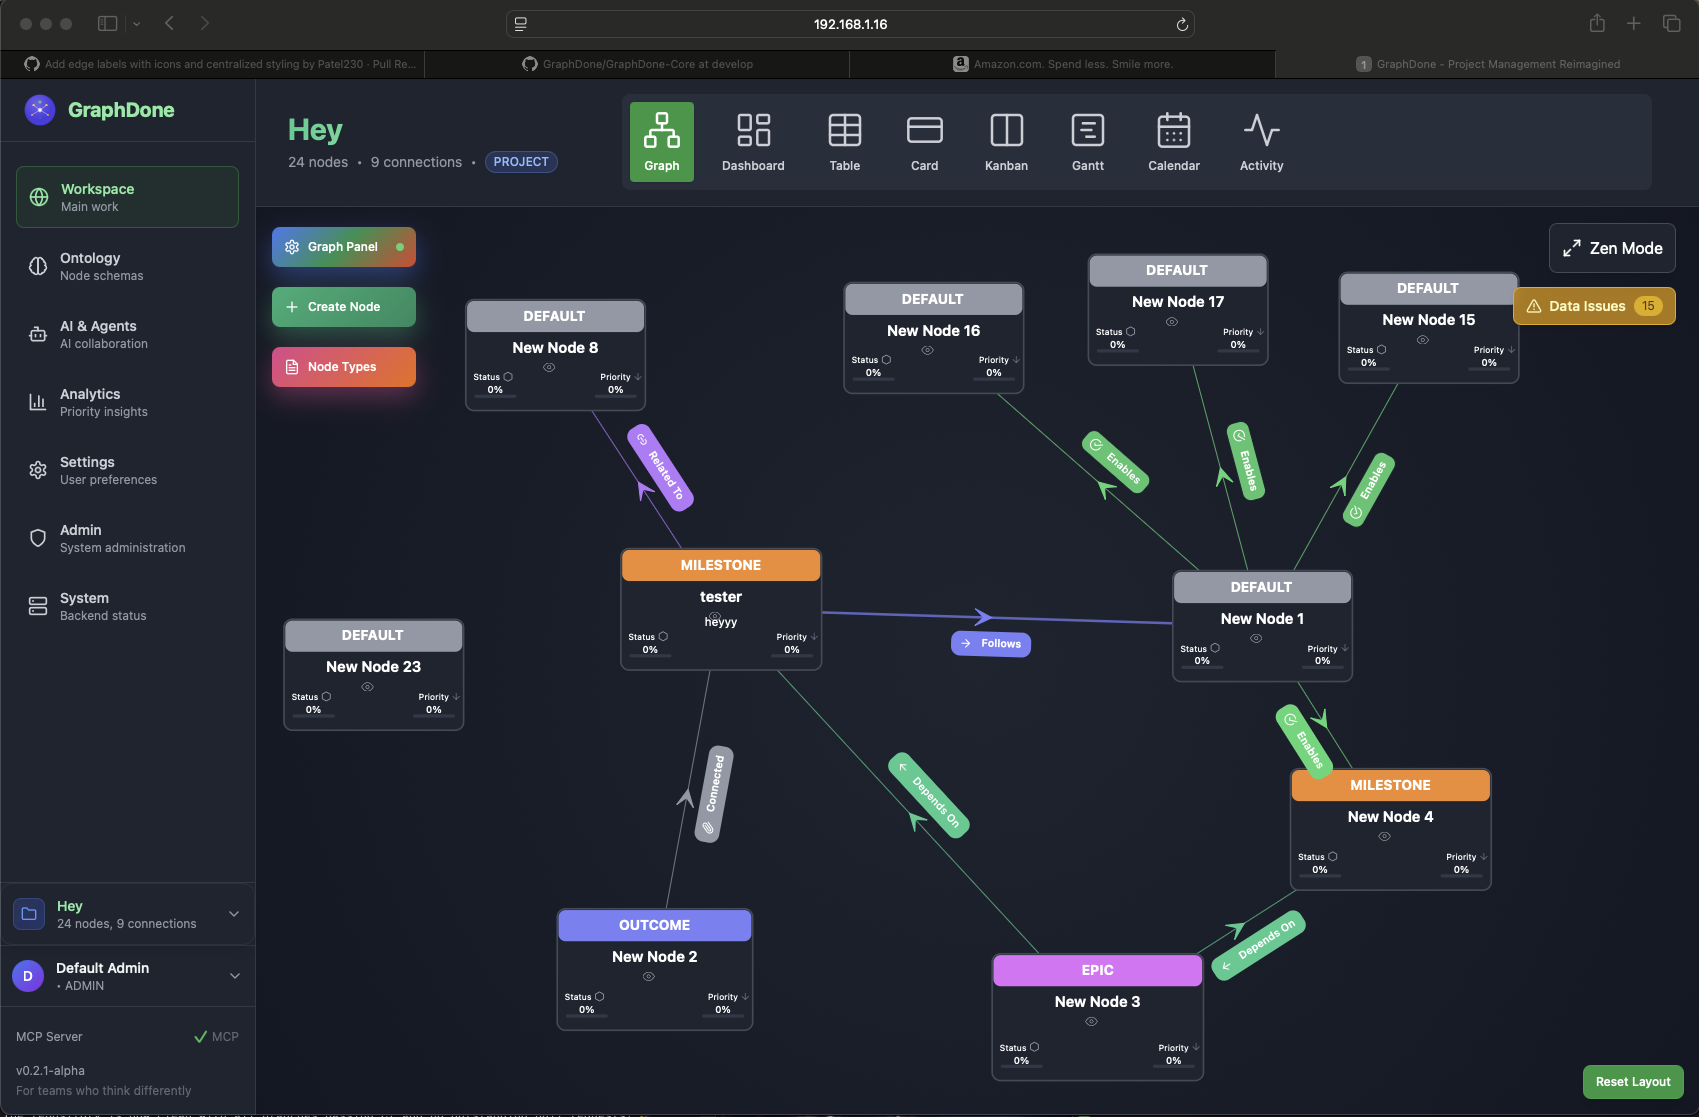 192.168.1.16
Add edge labels with icons and centralized styling by Patel230 · Pull Re...
GraphDone/GraphDone-Core at develop
Amazon.com. Spend less. Smile more.
1 GraphDone - Project Management Reimagined
GraphDone
Workspace
Main work
Ontology
Node schemas
AI & Agents
AI collaboration
Analytics
Priority insights
Settings
User preferences
Admin
System administration
System
Backend status
Hey
24 nodes, 9 connections
D
Default Admin
• ADMIN
MCP Server
MCP
v0.2.1-alpha
For teams who think differently
Hey
24 nodes • 9 connections • PROJECT
Graph
Dashboard
Table
Card
Kanban
Gantt
Calendar
Activity
Graph Panel
Create Node
Node Types
Zen Mode
Data Issues 15
DEFAULT
New Node 8
Status
Priority
0%
0%
DEFAULT
New Node 16
Status
Priority
0%
0%
DEFAULT
New Node 17
Status
Priority
0%
0%
DEFAULT
New Node 15
Status
Priority
0%
0%
Related To
Enables
Enables
Enables
MILESTONE
tester
heyyy
Status
Priority
0%
0%
Follows
DEFAULT
New Node 1
Status
Priority
0%
0%
DEFAULT
New Node 23
Status
Priority
0%
0%
Connected
Depends On
Enables
MILESTONE
New Node 4
Status
Priority
0%
0%
Depends On
OUTCOME
New Node 2
Status
Priority
0%
0%
EPIC
New Node 3
Status
Priority
0%
0%
Reset Layout